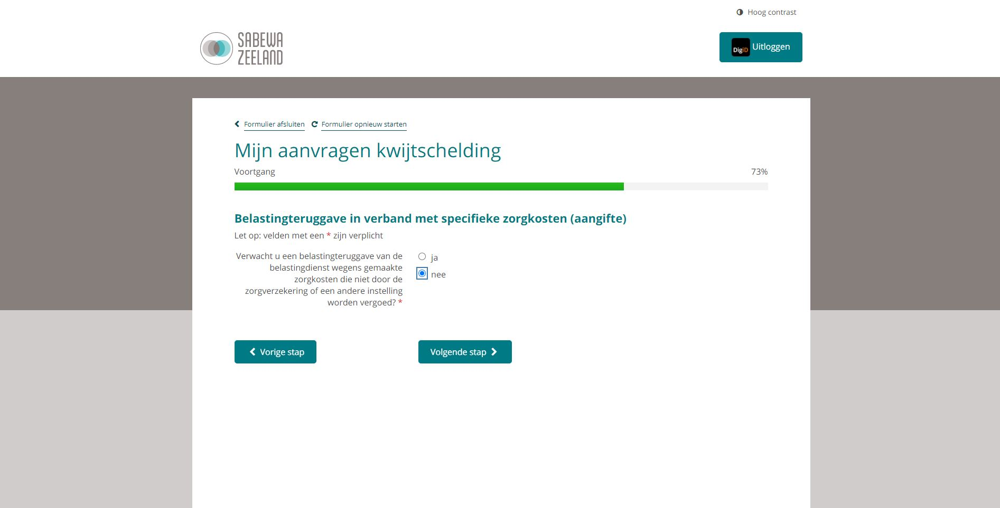 Hoog contrast
SABEWA
ZEELAND
DigiD Uitloggen
Formulier afsluiten Formulier opnieuw starten
Mijn aanvragen kwijtschelding
Voortgang 73%
Belastingteruggave in verband met specifieke zorgkosten (aangifte)
Let op: velden met een * zijn verplicht
Verwacht u een belastingteruggave van de
belastingdienst wegens gemaakte
zorgkosten die niet door de
zorgverzekering of een andere instelling
worden vergoed? *
ja
nee
Vorige stap Volgende stap